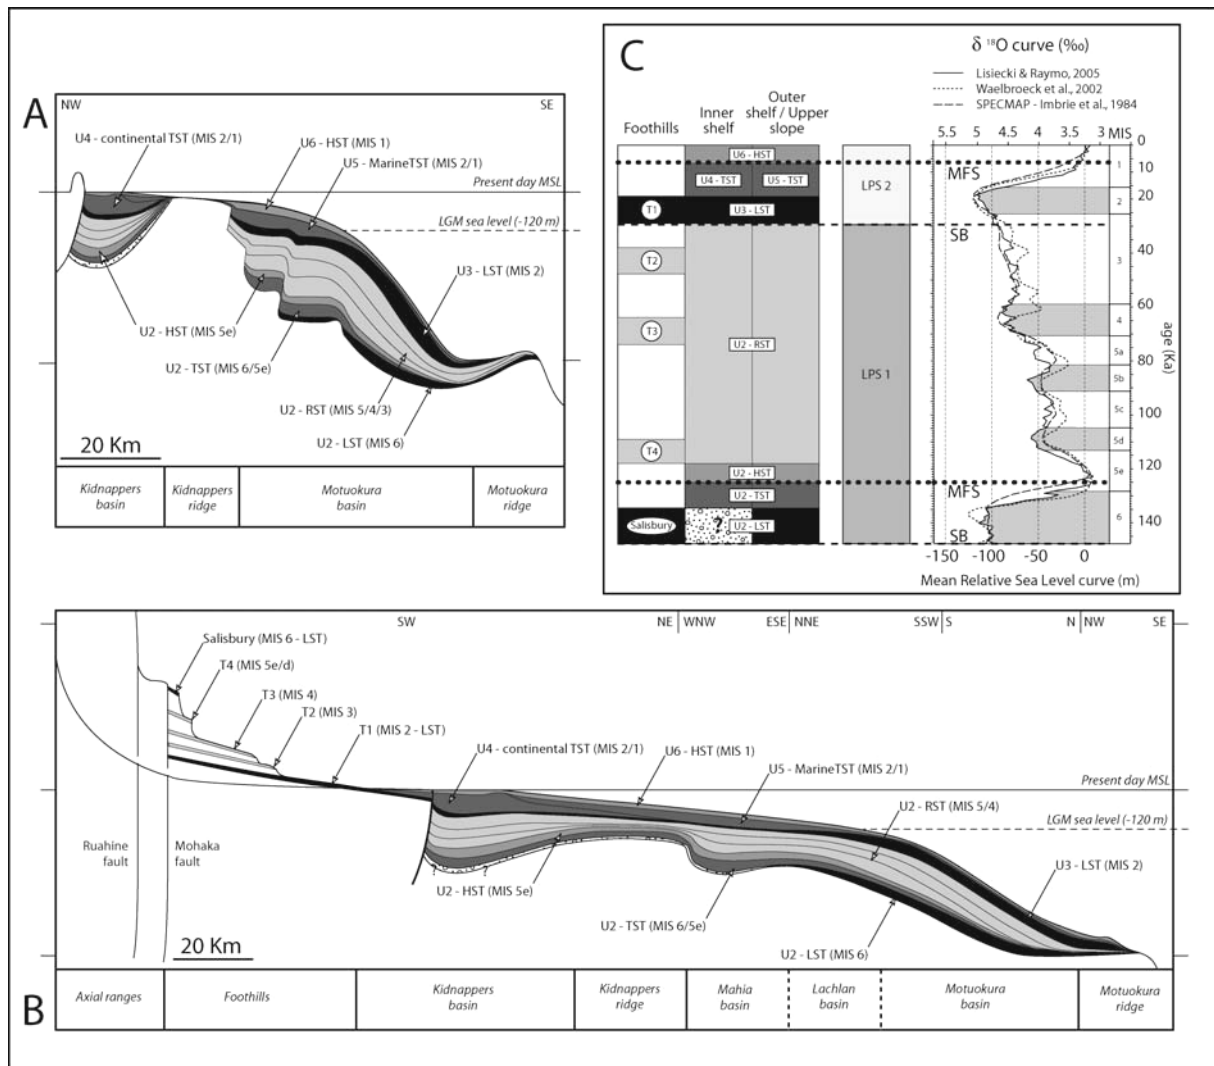 A
NW
SE
U4 - continental TST (MIS 2/1)
U6 - HST (MIS 1)
U5 - MarineTST (MIS 2/1)
Present day MSL
LGM sea level (-120 m)
U3 - LST (MIS 2)
U2 - HST (MIS 5e)
U2 - TST (MIS 6/5e)
U2 - RST (MIS 5/4/3)
U2 - LST (MIS 6)
20 Km
Kidnappers basin
Kidnappers ridge
Motuokura basin
Motuokura ridge
C
δ ¹⁸O curve (‰)
Lisiecki & Raymo, 2005
Waelbroeck et al., 2002
SPECMAP - Imbrie et al., 1984
Foothills
Inner shelf
Outer shelf / Upper slope
5.5 5 4.5 4 3.5 3 MIS
U6 - HST
U4 - TST
U5 - TST
T1
U3 - LST
T2
T3
U2 - RST
T4
U2 - HST
U2 - TST
Salisbury
?
U2 - LST
LPS 2
LPS 1
MFS
SB
MFS
SB
1
2
3
4
5a
5b
5c
5d
5e
6
0
10
20
40
60
80
100
120
140
age (Ka)
-150 -100 -50 0
Mean Relative Sea Level curve (m)
SW
NE
WNW
ESE
NNE
SSW
S
N
NW
SE
Salisbury (MIS 6 - LST)
T4 (MIS 5e/d)
T3 (MIS 4)
T2 (MIS 3)
T1 (MIS 2 - LST)
U4 - continental TST (MIS 2/1)
U6 - HST (MIS 1)
U5 - MarineTST (MIS 2/1)
Present day MSL
U2 - RST (MIS 5/4)
LGM sea level (-120 m)
Ruahine fault
Mohaka fault
? ?
U2 - HST (MIS 5e)
U3 - LST (MIS 2)
U2 - TST (MIS 6/5e)
U2 - LST (MIS 6)
20 Km
B
Axial ranges
Foothills
Kidnappers basin
Kidnappers ridge
Mahia basin
Lachlan basin
Motuokura basin
Motuokura ridge